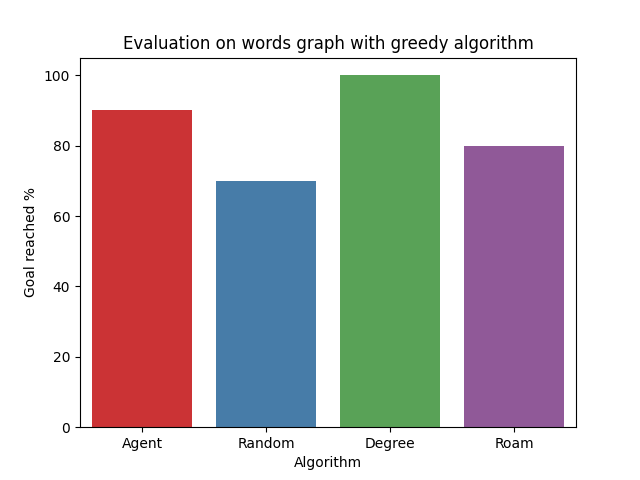 Evaluation on words graph with greedy algorithm
Goal reached %
100
80
60
40
20
0
Agent Random Degree Roam
Algorithm